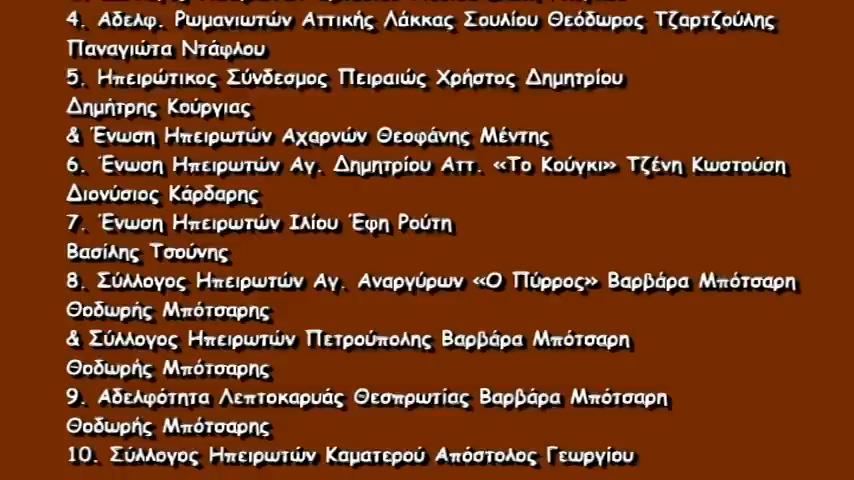 4. Αδελφ. Ρωμανιωτών Αττικής Λάκκας Σουλίου Θεόδωρος Τζαρτζούλης
Παναγιώτα Ντάφλου
5. Ηπειρώτικος Σύνδεσμος Πειραιώς Χρήστος Δημητρίου
Δημήτρης Κούργιας
& Ένωση Ηπειρωτών Αχαρνών Θεοφάνης Μέντης
6. Ένωση Ηπειρωτών Αγ. Δημητρίου Αττ. «Το Κούγκι» Τζένη Κωστούση
Διονύσιος Κάρδαρης
7. Ένωση Ηπειρωτών Ιλίου Έφη Ρούτη
Βασίλης Τσούνης
8. Σύλλογος Ηπειρωτών Αγ. Αναργύρων «Ο Πύρρος» Βαρβάρα Μπότσαρη
Θοδωρής Μπότσαρης
& Σύλλογος Ηπειρωτών Πετρούπολης Βαρβάρα Μπότσαρη
Θοδωρής Μπότσαρης
9. Αδελφότητα Λεπτοκαρυάς Θεσπρωτίας Βαρβάρα Μπότσαρη
Θοδωρής Μπότσαρης
10. Σύλλογος Ηπειρωτών Καματερού Απόστολος Γεωργίου